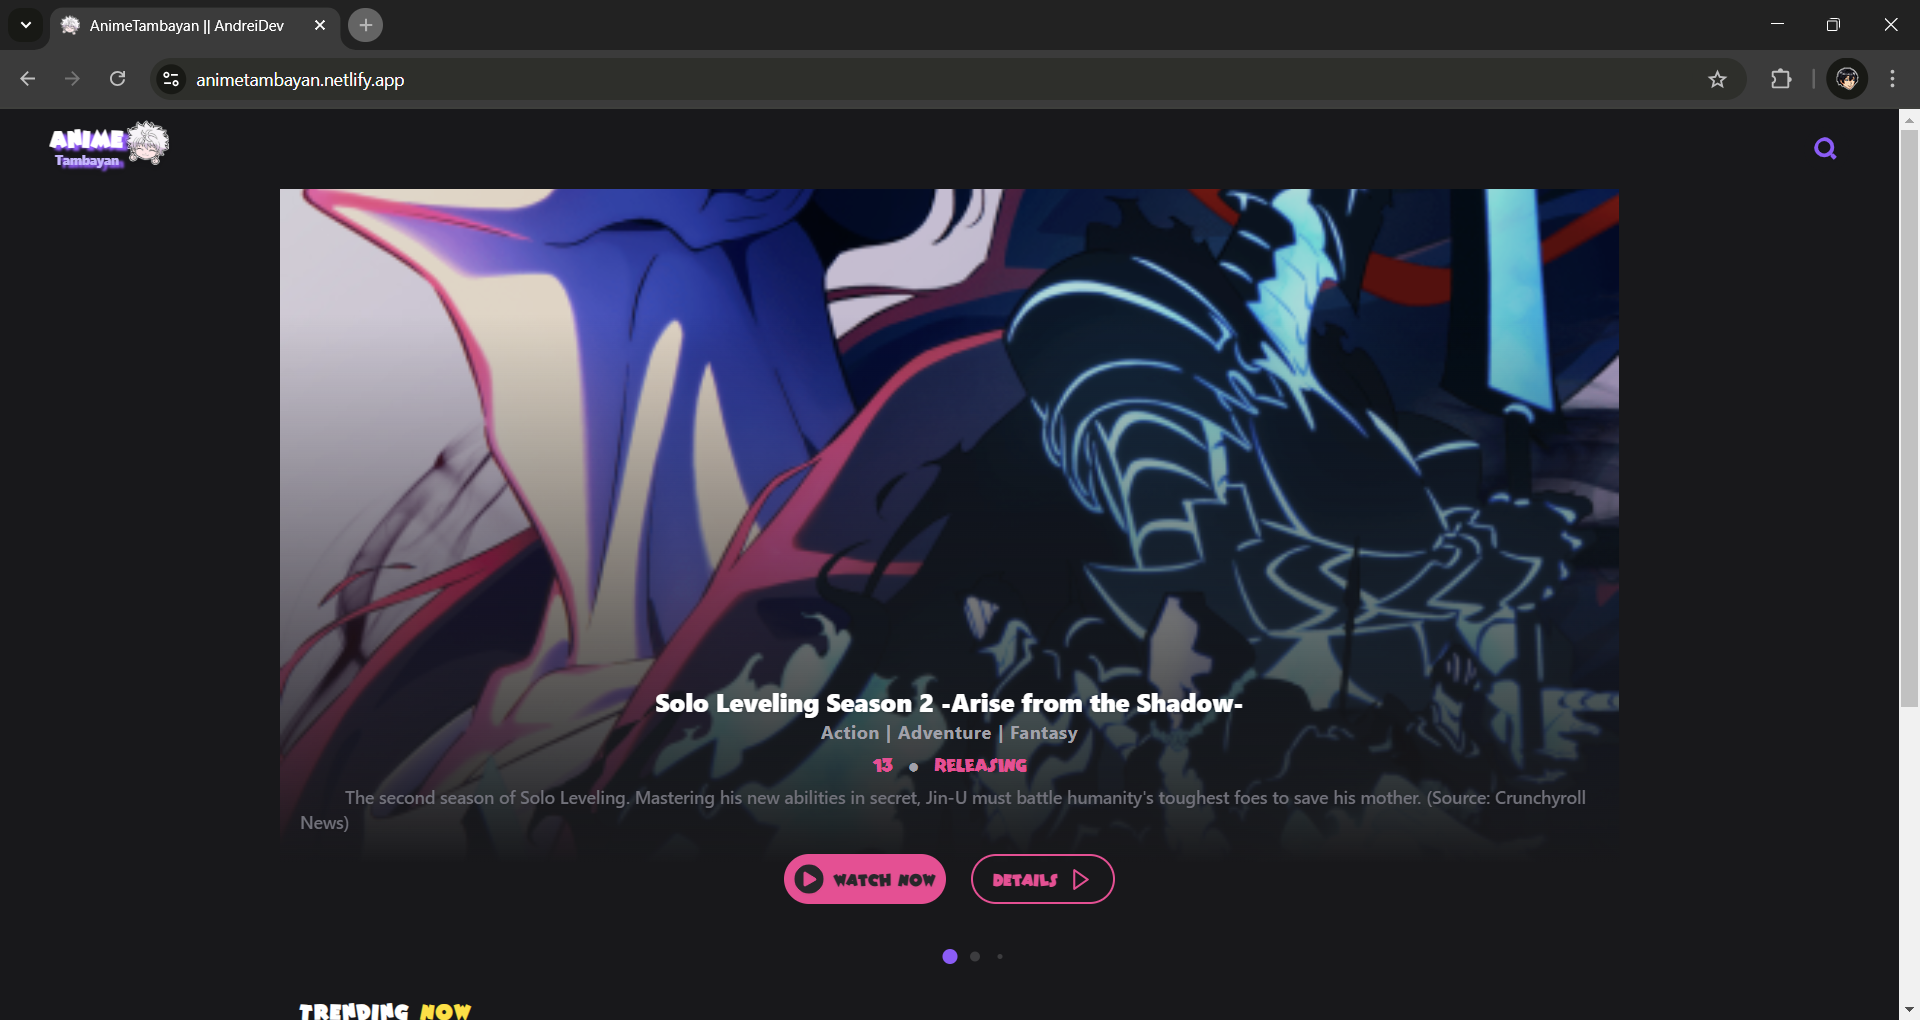 AnimeTambayan || AndreiDev
animetambayan.netlify.app
ANIME
Tambayan
Solo Leveling Season 2 -Arise from the Shadow-
Action | Adventure | Fantasy
13 ● RELEASING
The second season of Solo Leveling. Mastering his new abilities in secret, Jin-U must battle humanity's toughest foes to save his mother. (Source: Crunchyroll
News)
WATCH NOW
DETAILS
TRENDING NOW